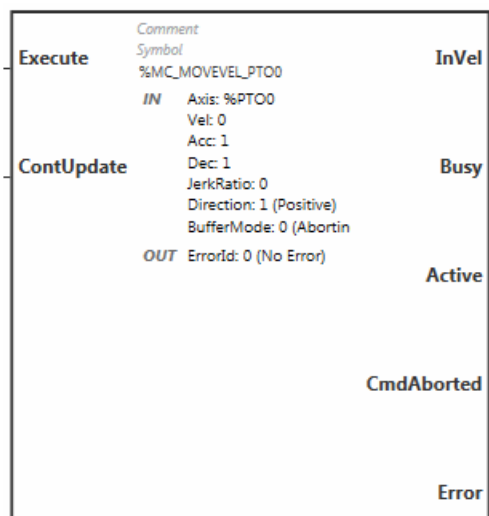 Comment
Execute
Symbol
InVel
%MC_MOVEVEL_PTO0
IN Axis: %PTO0
Vel: 0
Acc: 1
ContUpdate
Dec: 1
Busy
JerkRatio: 0
Direction: 1 (Positive)
BufferMode: 0 (Abortin
OUT ErrorId: 0 (No Error)
Active
CmdAborted
Error